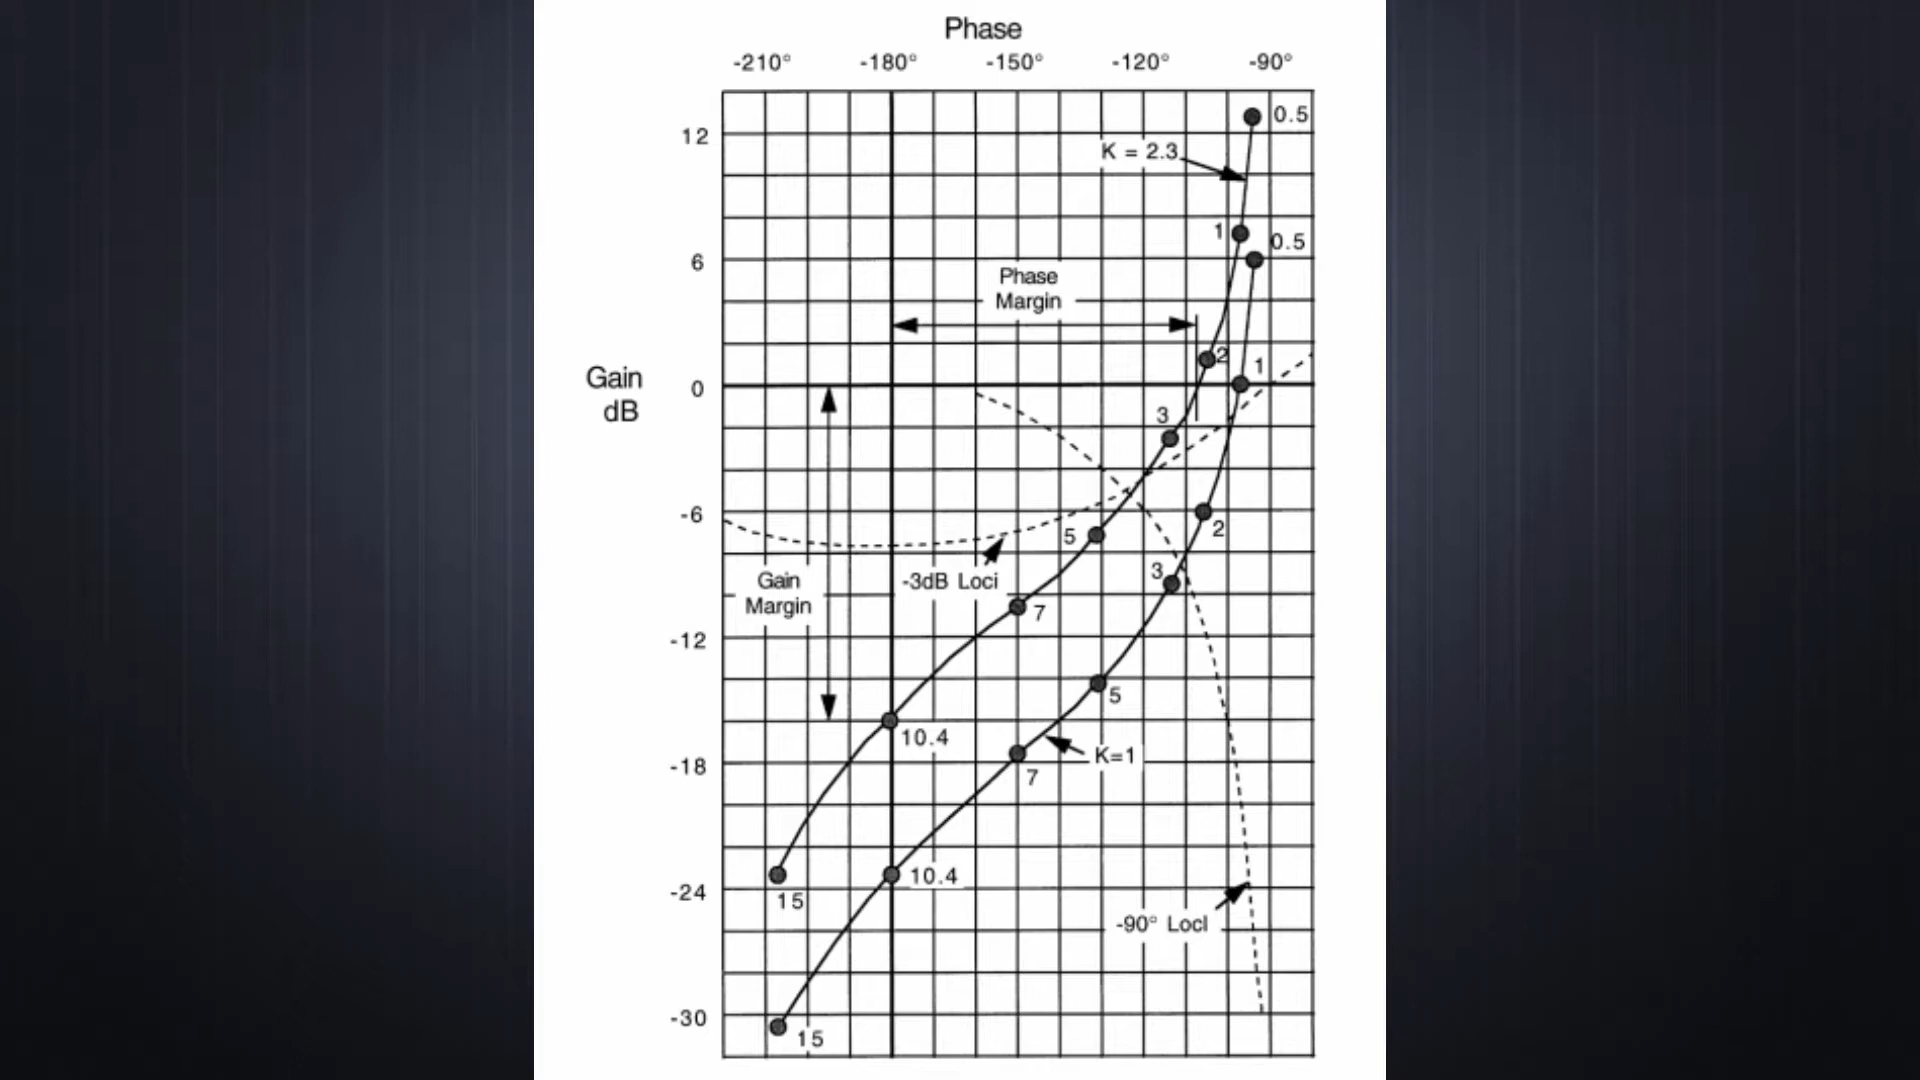 Phase
-210° -180° -150° -120° -90°
0.5
12
K = 2.3
1
0.5
6
Phase
Margin
2
1
Gain
dB
0
3
-6
5
2
Gain
Margin
-3dB Loci
3
7
-12
5
10.4
K=1
-18
7
10.4
-24
15
-90° Loci
-30
15